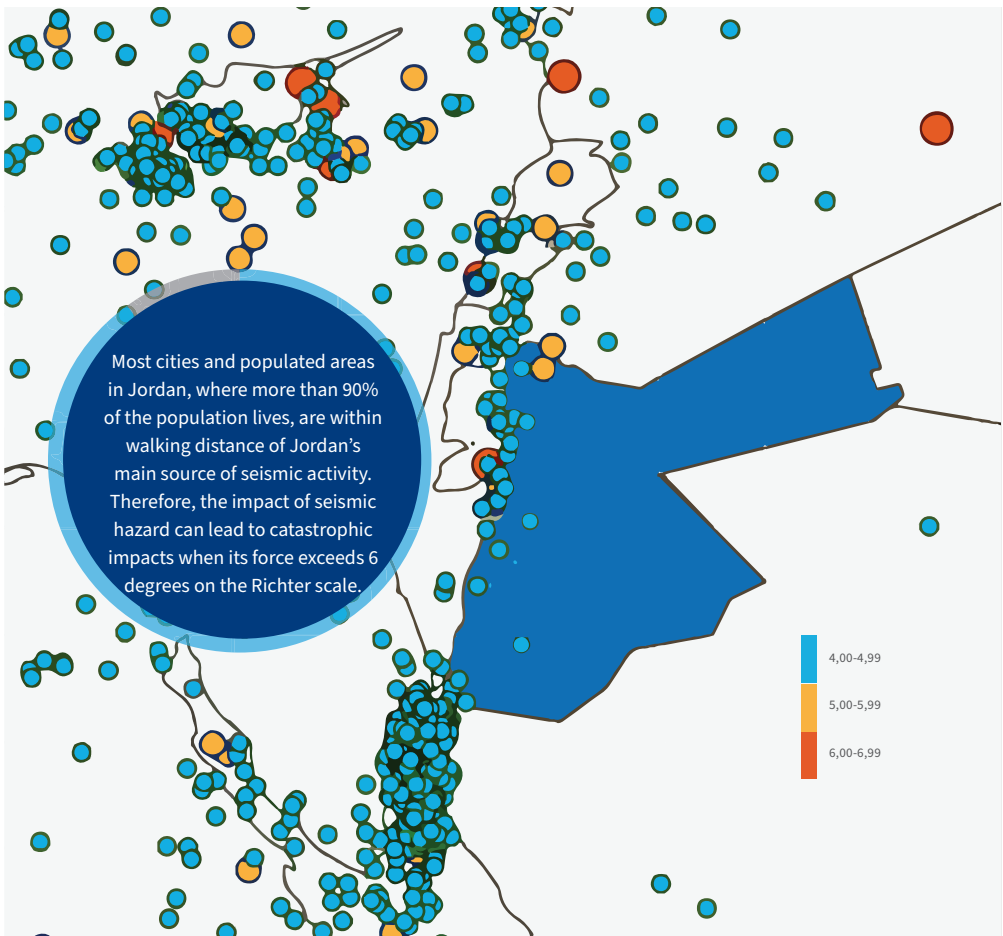 Most cities and populated areas
in Jordan, where more than 90%
of the population lives, are within
walking distance of Jordan’s
main source of seismic activity.
Therefore, the impact of seismic
hazard can lead to catastrophic
impacts when its force exceeds 6
degrees on the Richter scale.
4,00-4,99
5,00-5,99
6,00-6,99